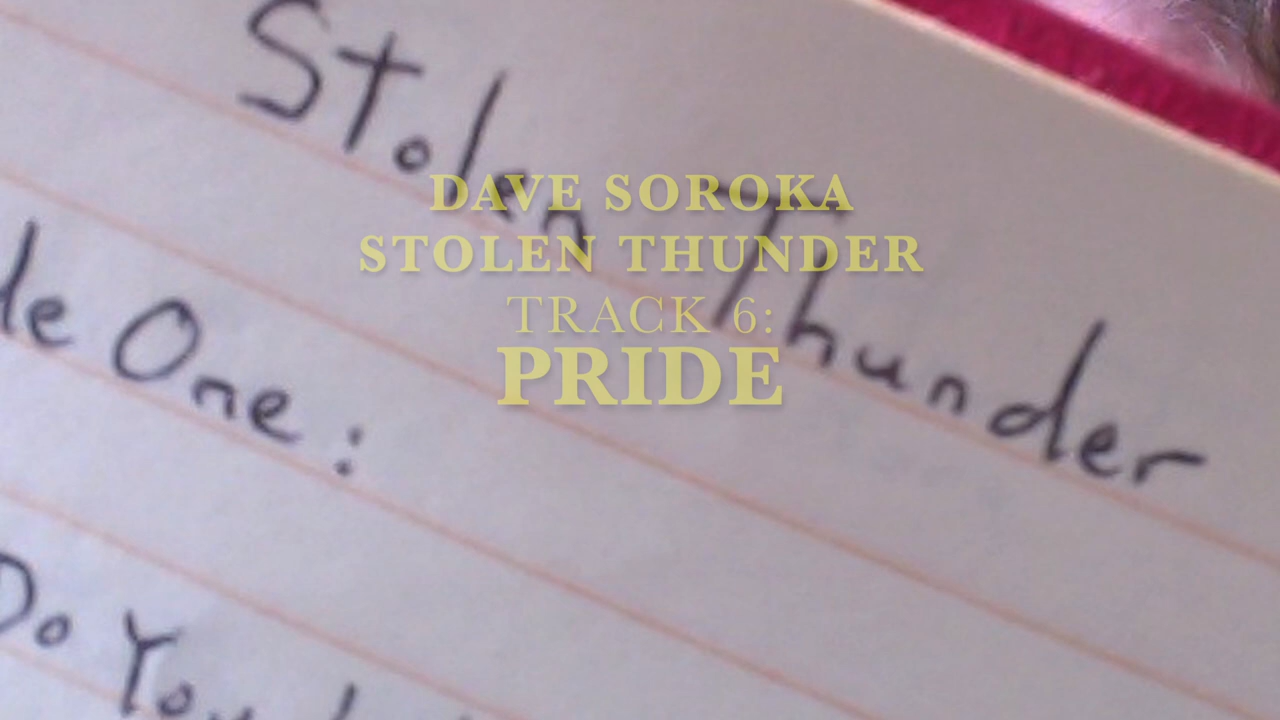 Stolen Thunder
DAVE SOROKA
STOLEN THUNDER
TRACK 6:
PRIDE
de One:
Do You